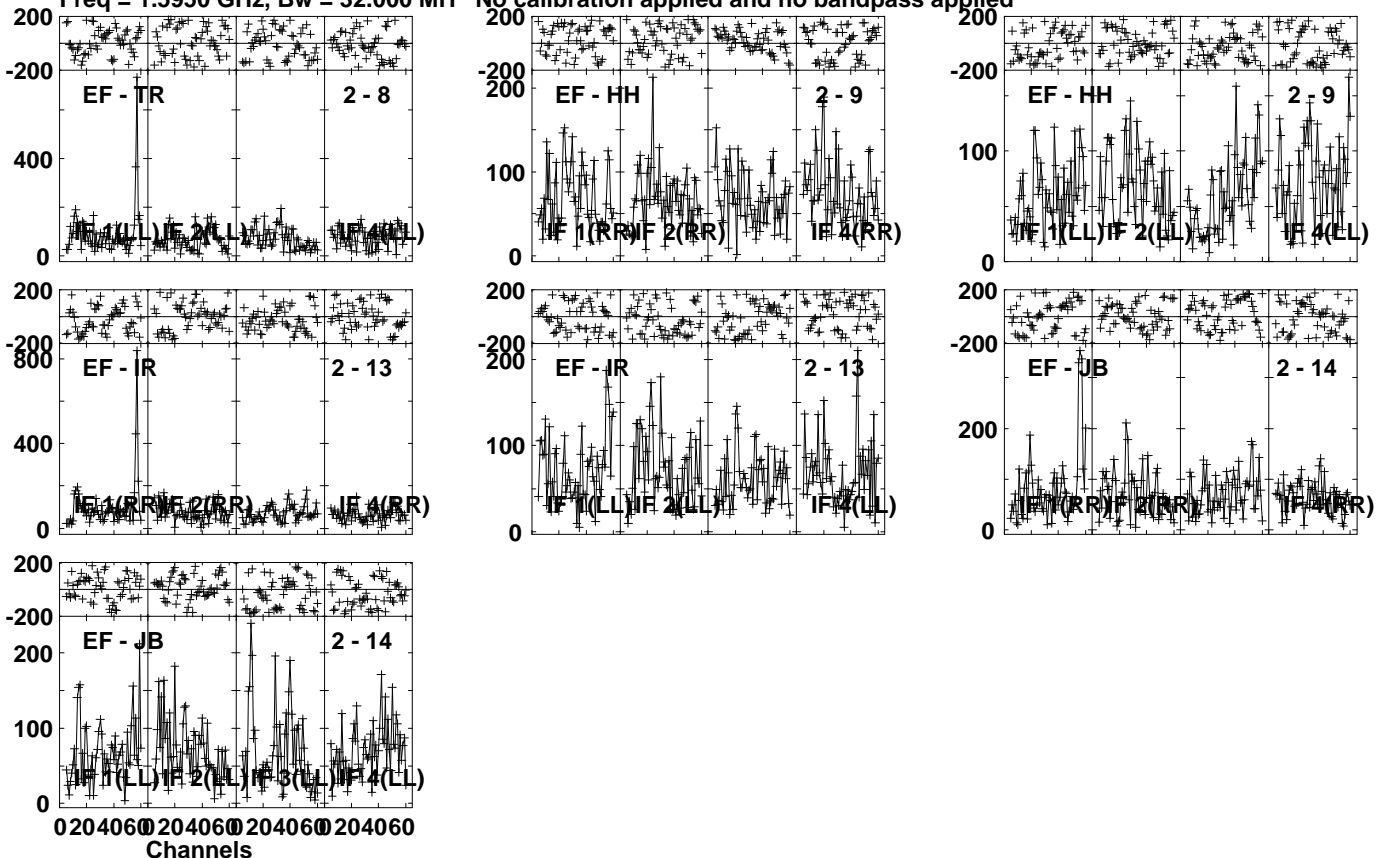 Freq = 1.5950 GHz, Bw = 32.000 MH No calibration applied and no bandpass applied
200
-200
EF - TR 2 - 8
400
IF 1(LL) IF 2(LL) IF 4(LL)
0
200
-200
200
EF - HH 2 - 9
100
IF 1(RR) IF 2(RR) IF 4(RR)
0
200
-200
EF - HH 2 - 9
100
IF 1(LL) IF 2(LL) IF 4(LL)
0
200
-200
800
EF - IR 2 - 13
400
IF 1(RR) IF 2(RR) IF 4(RR)
0
200
-200
200
EF - IR 2 - 13
100
IF 1(LL) IF 2(LL) IF 4(LL)
0
200
-200
EF - JB 2 - 14
200
IF 1(RR) IF 2(RR) IF 4(RR)
0
200
-200
EF - JB 2 - 14
200
100
IF 1(LL) IF 2(LL) IF 3(LL) IF 4(LL)
0
0 20 40 60 0 20 40 60 0 20 40 60 0 20 40 60
Channels